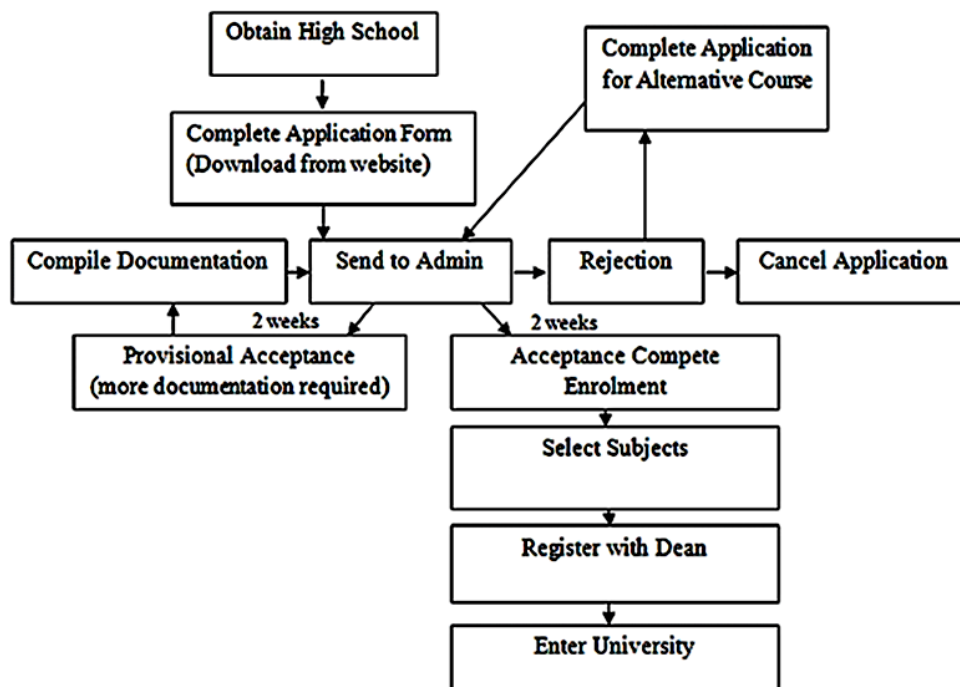 Obtain High School
Complete Application
for Alternative Course
Complete Application Form
(Download from website)
Compile Documentation
Send to Admin
Rejection
Cancel Application
2 weeks
2 weeks
Provisional Acceptance
(more documentation required)
Acceptance Compete
Enrolment
Select Subjects
Register with Dean
Enter University